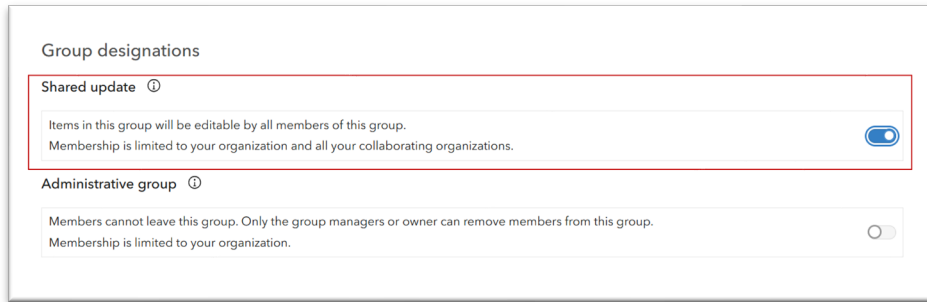 Group designations
Shared update
Items in this group will be editable by all members of this group.
Membership is limited to your organization and all your collaborating organizations.
Administrative group
Members cannot leave this group. Only the group managers or owner can remove members from this group.
Membership is limited to your organization.